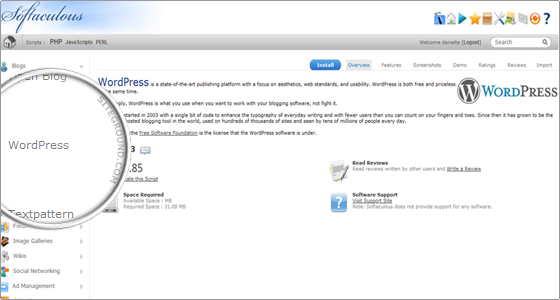 Softaculous
Scripts : PHP JavaScripts PERL
Welcome danielte [Logout]
Search
Blogs
Install
Overview
Features
Screenshots
Demo
Ratings
Reviews
Import
Blog
WordPress is a state-of-the-art publishing platform with a focus on aesthetics, web standards, and usability. WordPress is both free and priceless
same time.
WORDPRESS
WordPress is what you use when you want to work with your blogging software, not fight it.
started in 2003 with a single bit of code to enhance the typography of everyday writing and with fewer users than you can count on your fingers and toes. Since then it has grown to be the
hosted blogging tool in the world, used on hundreds of thousands of sites and seen by tens of millions of people every day.
the Free Software Foundation is the license that the WordPress software is under.
SITEGROUND.COM
WordPress
3
.85
Rate this Script
Read Reviews
Read reviews written by other users and Write a Review
Space Required
Available Space : MB
Required Space : 31.08 MB
Software Support
Visit Support Site
Note: Softaculous does not provide support for any software.
Textpattern
Forums
Image Galleries
Wikis
Social Networking
Ad Management